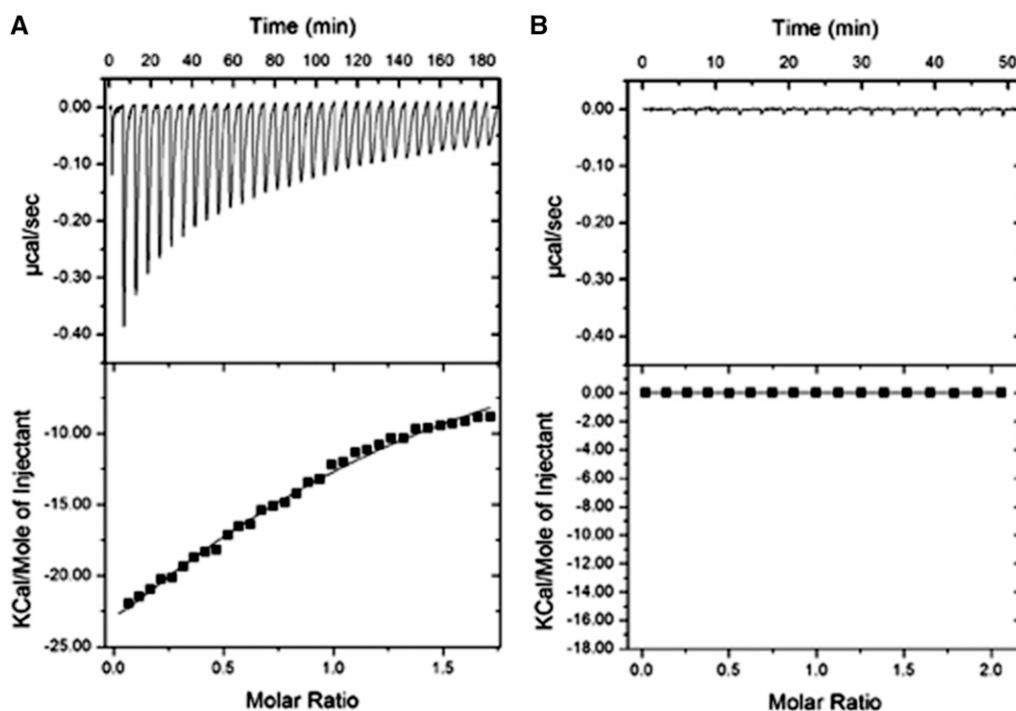 A
Time (min)
0 20 40 60 80 100 120 140 160 180
0.00
-0.10
-0.20
-0.30
-0.40
µcal/sec
-10.00
-15.00
-20.00
-25.00
KCal/Mole of Injectant
0.0 0.5 1.0 1.5
Molar Ratio
B
Time (min)
0 10 20 30 40 50
0.00
-0.10
-0.20
-0.30
-0.40
µcal/sec
0.00
-2.00
-4.00
-6.00
-8.00
-10.00
-12.00
-14.00
-16.00
-18.00
KCal/Mole of Injectant
0.0 0.5 1.0 1.5 2.0
Molar Ratio